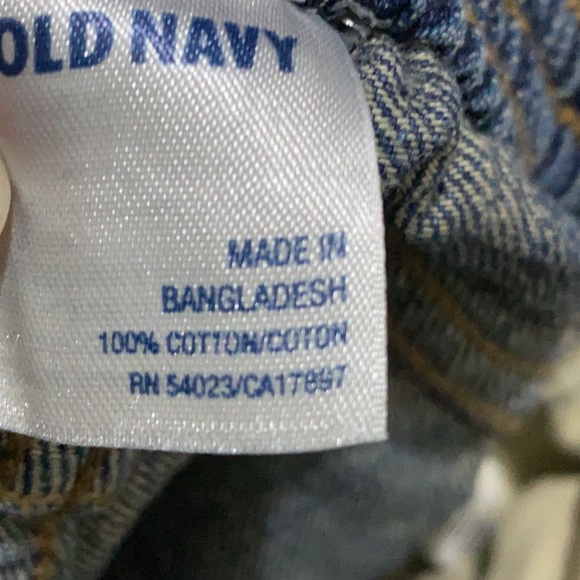 OLD NAVY
MADE IN
BANGLADESH
100% COTTON/COTON
RN 54023/CA17897